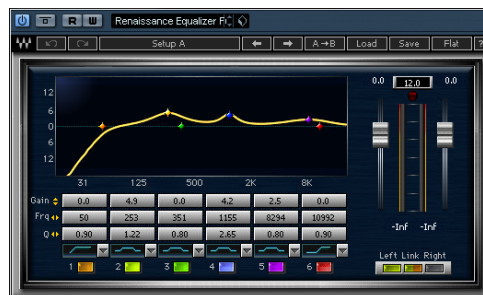 R W Renaissance Equalizer
Setup A A→B Load Save Flat ?
0.0 12.0 0.0
12
6
0
6
12
31 125 500 2K 8K
Gain 0.0 4.9 0.0 4.2 2.5 0.0
Frq 50 253 351 1155 8294 10992
Q 0.90 1.22 0.80 2.65 0.80 0.90
-Inf -Inf
Left Link Right
1 2 3 4 5 6